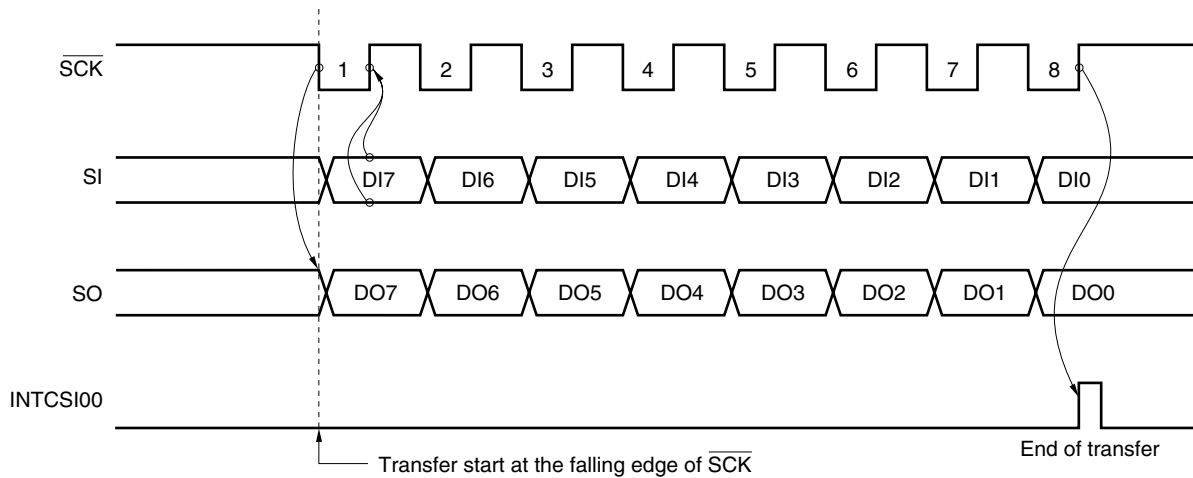 SCK
1 2 3 4 5 6 7 8
SI
DI7 DI6 DI5 DI4 DI3 DI2 DI1 DI0
SO
DO7 DO6 DO5 DO4 DO3 DO2 DO1 DO0
INTCSI00
End of transfer
Transfer start at the falling edge of SCK